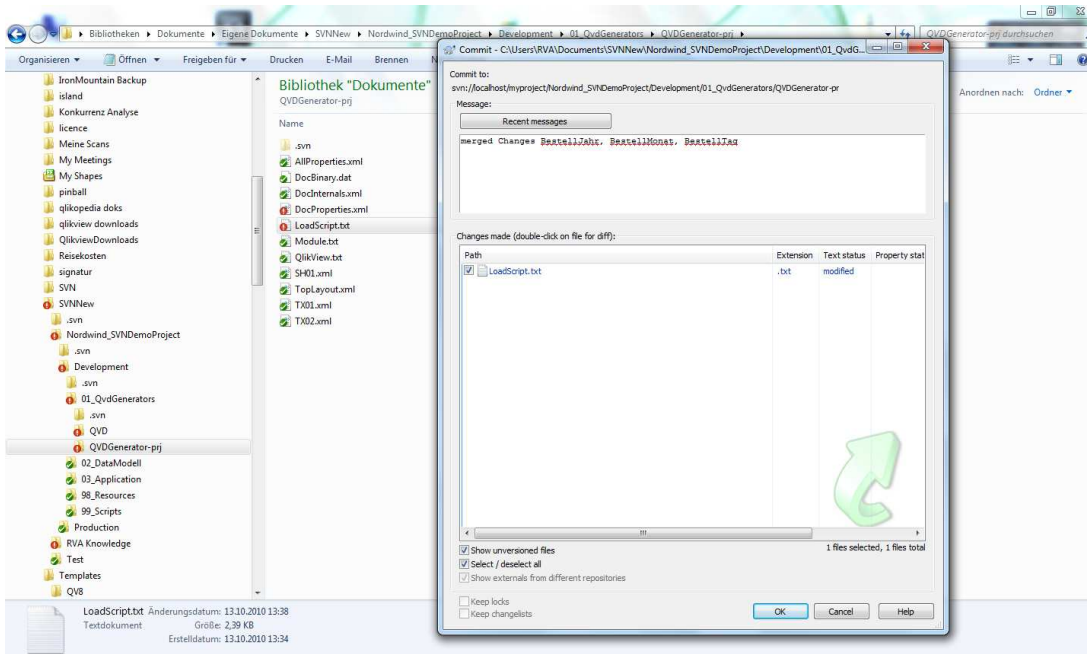 Bibliotheken ▸ Dokumente ▸ Eigene Dokumente ▸ SVNNew ▸ Nordwind_SVNDemoProject ▸ Development ▸ 01_QvdGenerators ▸ QVDGenerator-prj ▸
QVDGenerator-prj durchsuchen
Organisieren ▾ Öffnen ▾ Freigeben für ▾ Drucken E-Mail Brennen
Anordnen nach: Ordner ▾
IronMountain Backup
island
Konkurrenz Analyse
licence
Meine Scans
My Meetings
My Shapes
pinball
qlikopedia doks
qlikview downloads
QlikviewDownloads
Reisekosten
signatur
SVN
SVNNew
.svn
Nordwind_SVNDemoProject
.svn
Development
.svn
01_QvdGenerators
.svn
QVD
QVDGenerator-prj
02_DataModell
03_Application
98_Resources
99_Scripts
Production
RVA Knowledge
Test
Templates
QV8
Bibliothek "Dokumente"
QVDGenerator-prj
Name
.svn
AllProperties.xml
DocBinary.dat
DocInternals.xml
DocProperties.xml
LoadScript.txt
Module.txt
QlikView.txt
SH01.xml
TopLayout.xml
TX01.xml
TX02.xml
Commit - C:\Users\RVA\Documents\SVNNew\Nordwind_SVNDemoProject\Development\01_QvdG...
Commit to:
svn://localhost/myproject/Nordwind_SVNDemoProject/Development/01_QvdGenerators/QVDGenerator-pr
Message:
Recent messages
merged Changes BestellJahr, BestellMonat, BestellTag
Changes made (double-click on file for diff):
Path Extension Text status Property stat
LoadScript.txt .txt modified
1 files selected, 1 files total
Show unversioned files
Select / deselect all
Show externals from different repositories
Keep locks
Keep changelists
OK Cancel Help
LoadScript.txt Änderungsdatum: 13.10.2010 13:38
Textdokument Größe: 2,39 KB
Erstelldatum: 13.10.2010 13:34